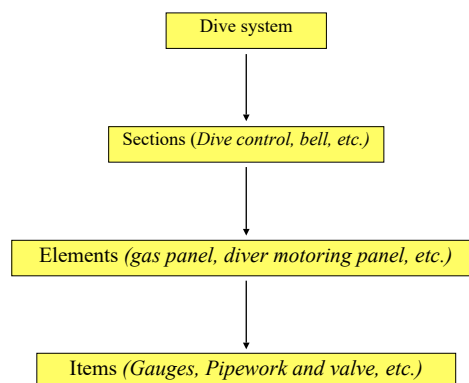 Dive system
Sections (Dive control, bell, etc.)
Elements (gas panel, diver motoring panel, etc.)
Items (Gauges, Pipework and valve, etc.)